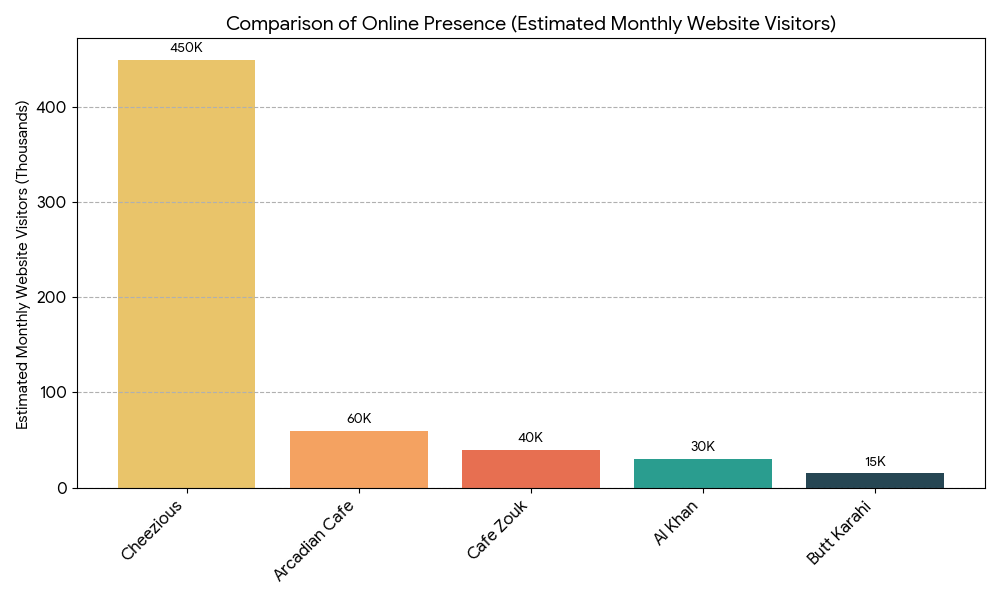 Comparison of Online Presence (Estimated Monthly Website Visitors)
Estimated Monthly Website Visitors (Thousands)
400
300
200
100
0
450K
60K
40K
30K
15K
Cheezious
Arcadian Cafe
Cafe Zouk
Al Khan
Butt Karahi